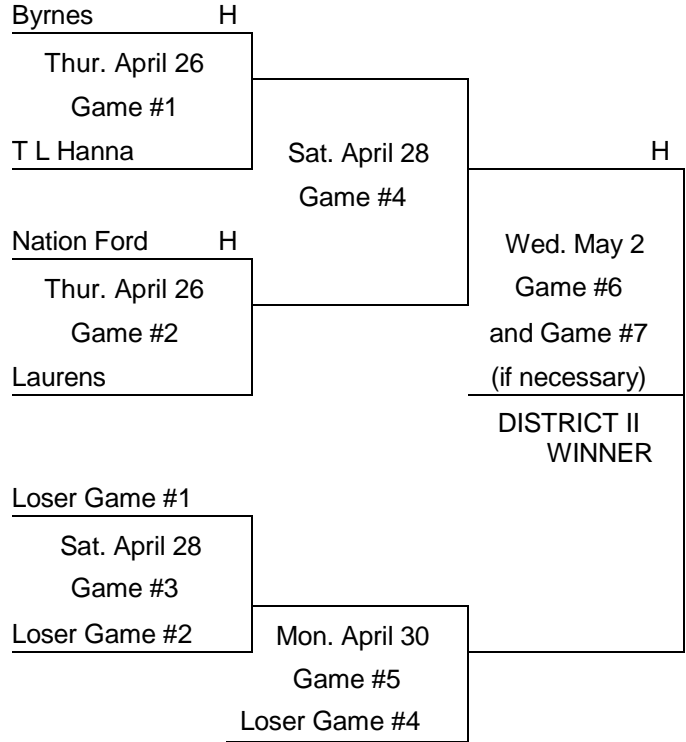 Byrnes H
Thur. April 26
Game #1
T L Hanna
Sat. April 28
Game #4
H
Nation Ford H
Thur. April 26
Game #2
Laurens
Wed. May 2
Game #6
and Game #7
(if necessary)
DISTRICT II
WINNER
Loser Game #1
Sat. April 28
Game #3
Loser Game #2
Mon. April 30
Game #5
Loser Game #4